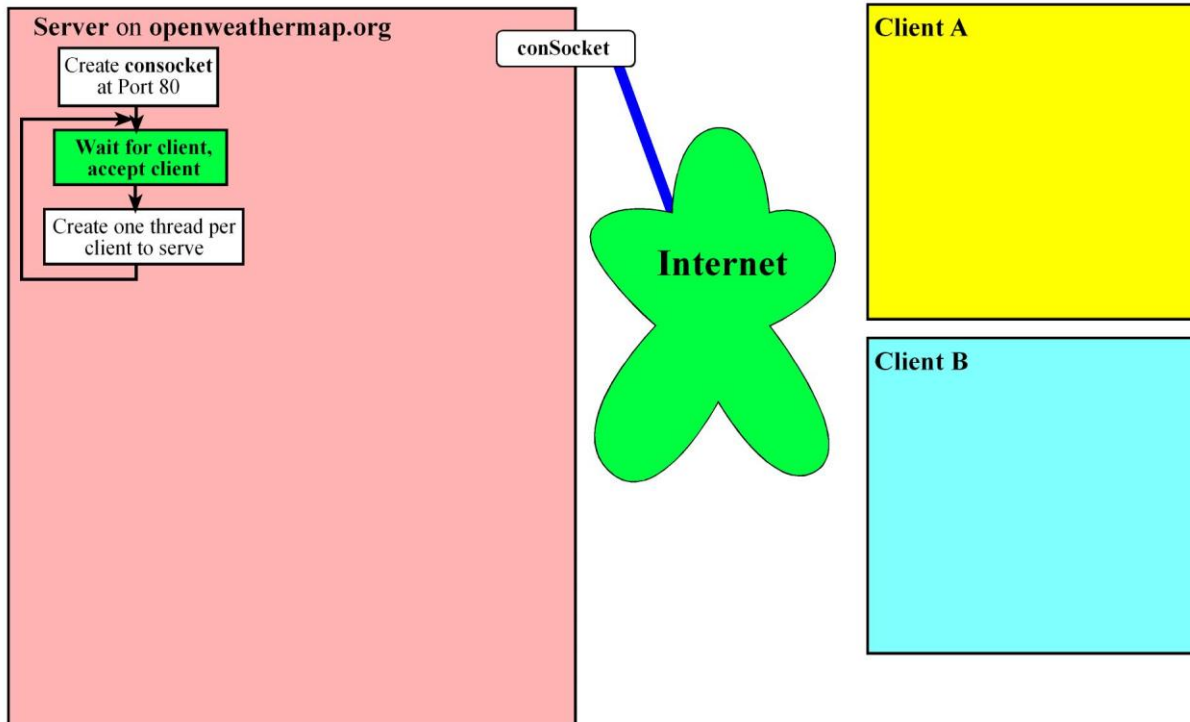 Server on openweathermap.org
conSocket
Create consocket
at Port 80
Wait for client,
accept client
Create one thread per
client to serve
Internet
Client A
Client B